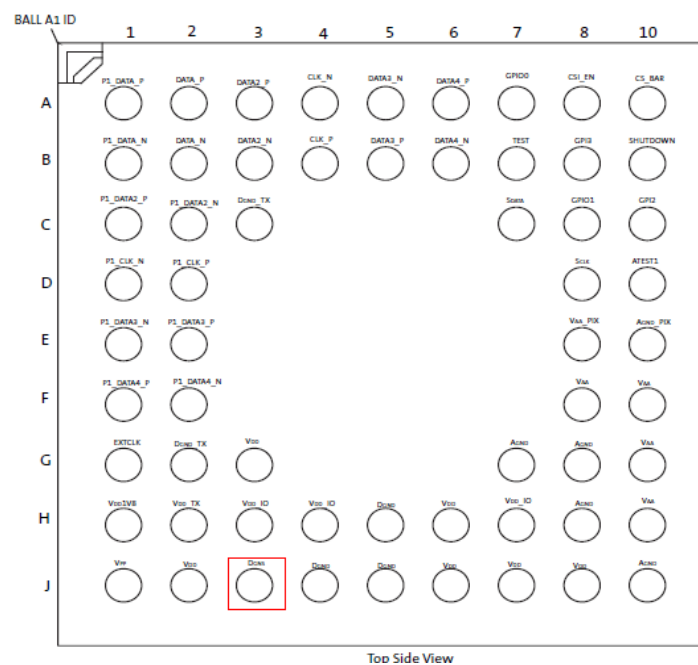 BALL A1 ID
1 2 3 4 5 6 7 8 10
A P1_DATA_P DATA_P DATA2_P CLK_N DATA3_N DATA4_P GPIO0 CSI_EN CS_BAR
B P1_DATA_N DATA_N DATA2_N CLK_P DATA3_P DATA4_N TEST GPI3 SHUTDOWN
C P1_DATA2_P P1_DATA2_N DGND_TX SDATA GPIO1 GPI2
D P1_CLK_N P1_CLK_P SCLK ATEST1
E P1_DATA3_N P1_DATA3_P VAA_PIX AGND_PIX
F P1_DATA4_P P1_DATA4_N VAA VAA
G EXTCLK DGND_TX VDD AGND AGND VAA
H VDD1V8 VDD_TX VDD_IO VDD_IO DGND VDD VDD_IO AGND VAA
J VPP VDD DGNS DGND DGND VDD VDD VDD AGND
Top Side View